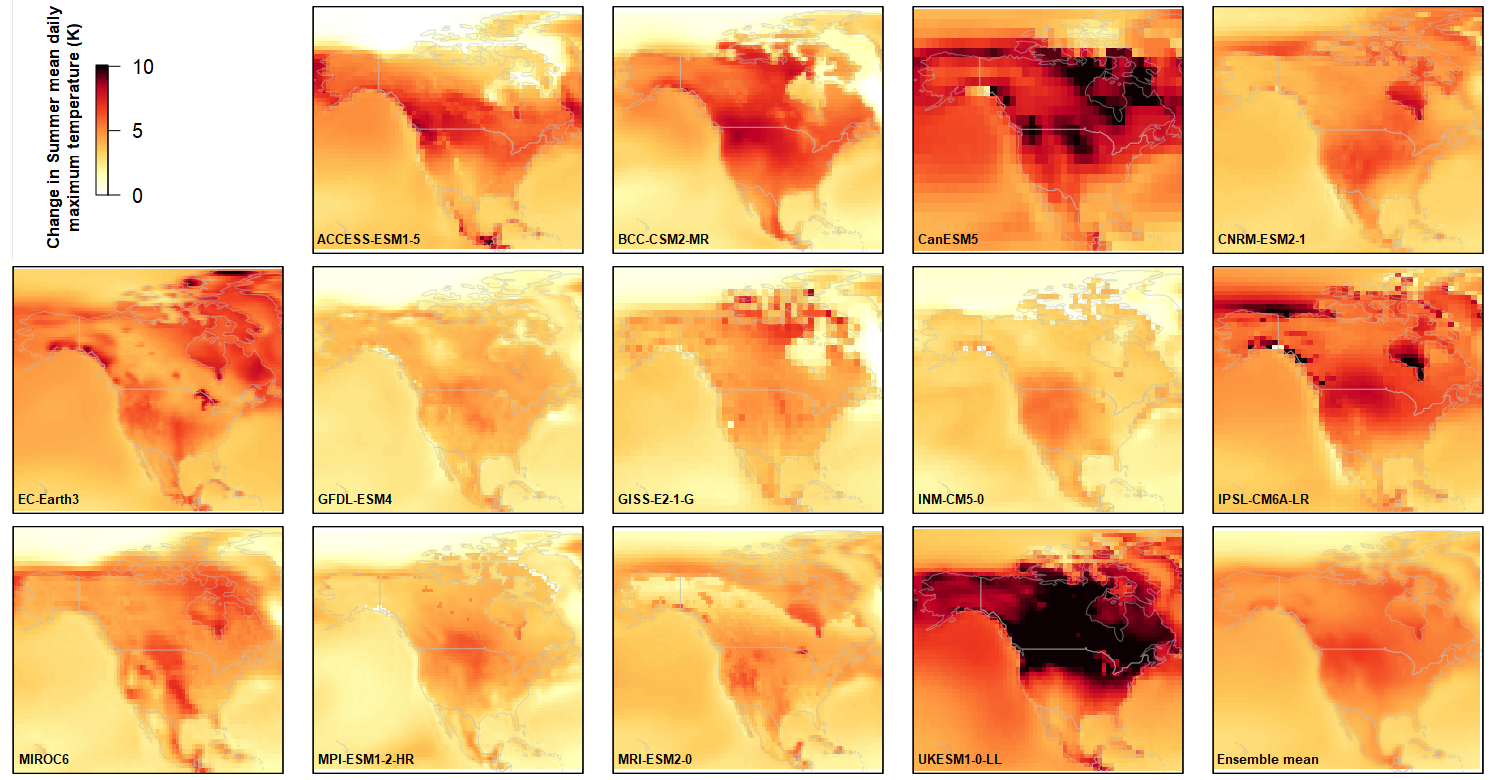 Change in Summer mean daily
maximum temperature (K)
10
5
0
ACCESS-ESM1-5
BCC-CSM2-MR
CanESM5
CNRM-ESM2-1
EC-Earth3
GFDL-ESM4
GISS-E2-1-G
INM-CM5-0
IPSL-CM6A-LR
MIROC6
MPI-ESM1-2-HR
MRI-ESM2-0
UKESM1-0-LL
Ensemble mean